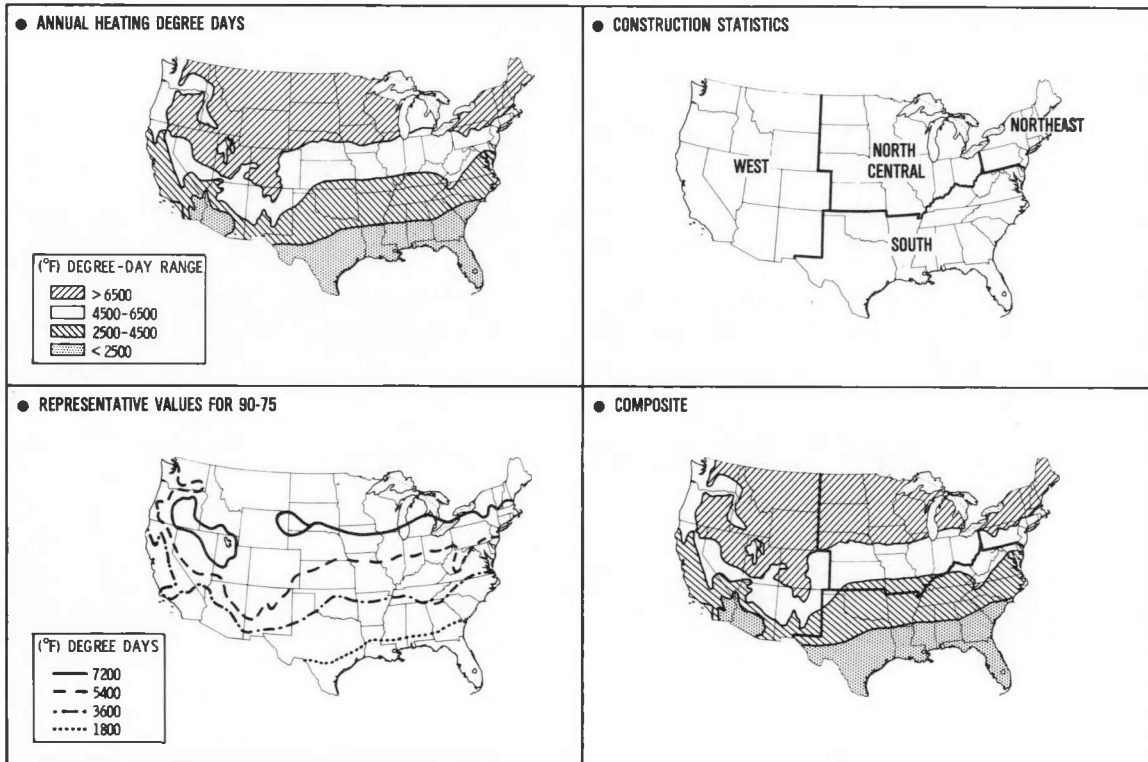 ● ANNUAL HEATING DEGREE DAYS
(°F) DEGREE-DAY RANGE
> 6500
4500-6500
2500-4500
< 2500
● CONSTRUCTION STATISTICS
WEST
NORTH
CENTRAL
NORTHEAST
SOUTH
● REPRESENTATIVE VALUES FOR 90-75
(°F) DEGREE DAYS
7200
5400
3600
1800
● COMPOSITE